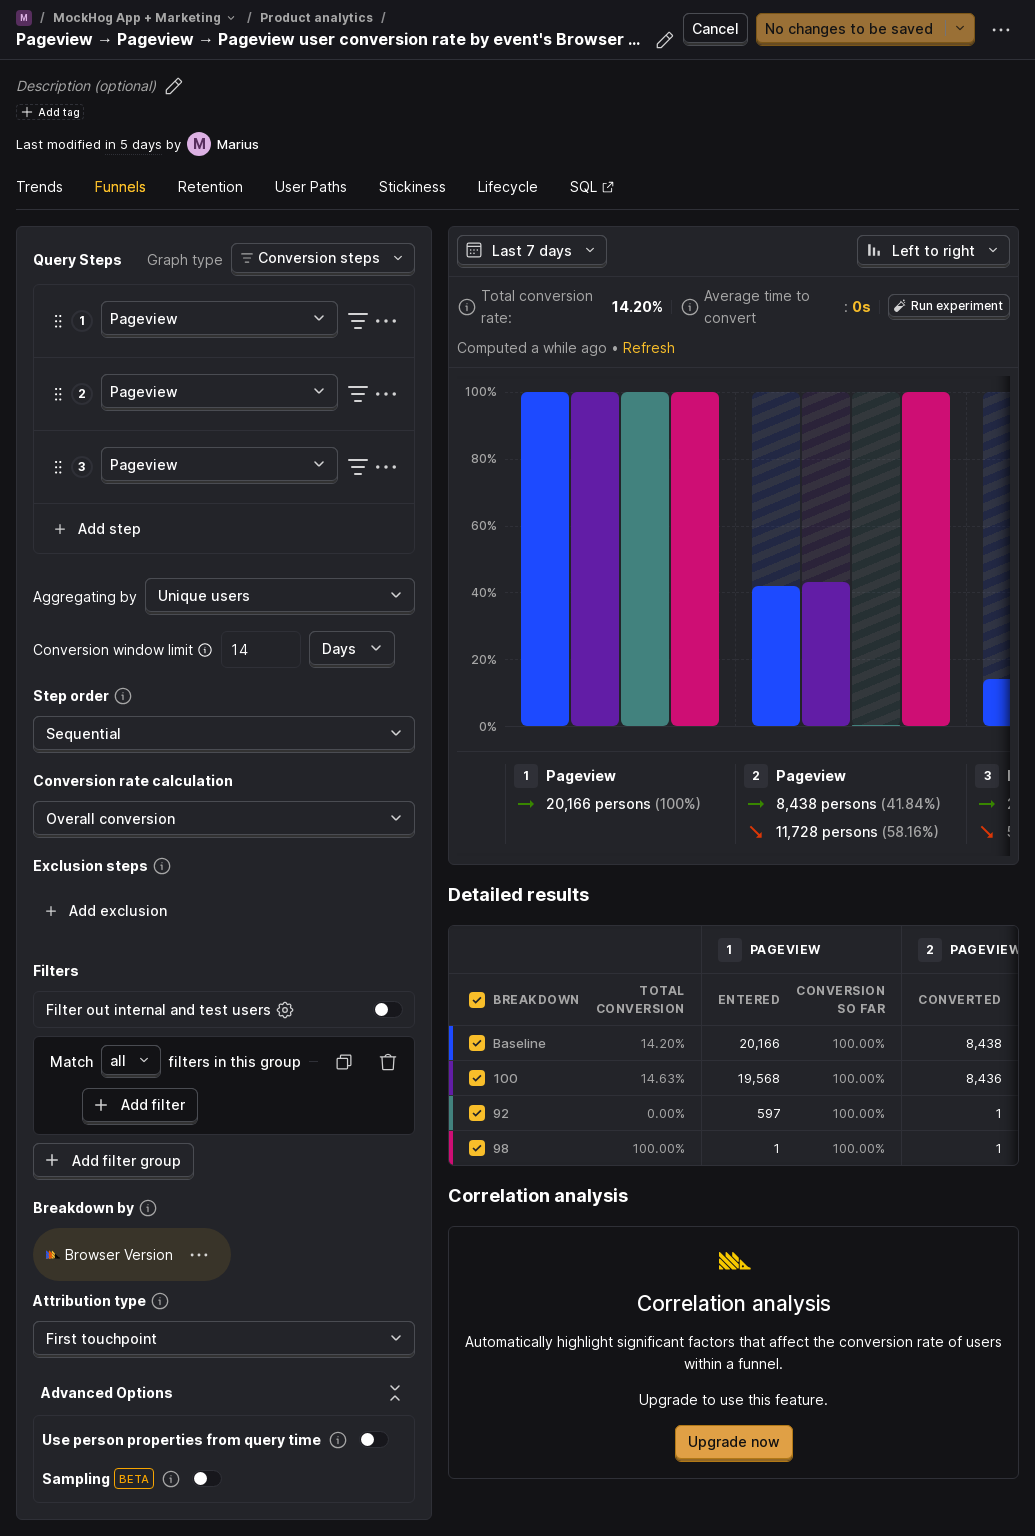 M / MockHog App + Marketing / Product analytics /
Pageview → Pageview → Pageview user conversion rate by event's Browser ...
Cancel
No changes to be saved
Description (optional)
Add tag
Last modified in 5 days by M Marius
Trends Funnels Retention User Paths Stickiness Lifecycle SQL
Query Steps
Graph type
Conversion steps
1 Pageview
2 Pageview
3 Pageview
Add step
Aggregating by Unique users
Conversion window limit 14 Days
Step order
Sequential
Conversion rate calculation
Overall conversion
Exclusion steps
Add exclusion
Filters
Filter out internal and test users
Match all filters in this group
Add filter
Add filter group
Breakdown by
Browser Version
Attribution type
First touchpoint
Advanced Options
Use person properties from query time
Sampling BETA
Last 7 days
Left to right
Total conversion
rate:
14.20%
Average time to
convert
: 0s
Run experiment
Computed a while ago • Refresh
100%
80%
60%
40%
20%
0%
1 Pageview
20,166 persons (100%)
2 Pageview
8,438 persons (41.84%)
11,728 persons (58.16%)
3
Detailed results
1 PAGEVIEW 2 PAGEVIEW
BREAKDOWN
TOTAL
CONVERSION
ENTERED
CONVERSION
SO FAR
CONVERTED
Baseline 14.20% 20,166 100.00% 8,438
100 14.63% 19,568 100.00% 8,436
92 0.00% 597 100.00% 1
98 100.00% 1 100.00% 1
Correlation analysis
Correlation analysis
Automatically highlight significant factors that affect the conversion rate of users
within a funnel.
Upgrade to use this feature.
Upgrade now